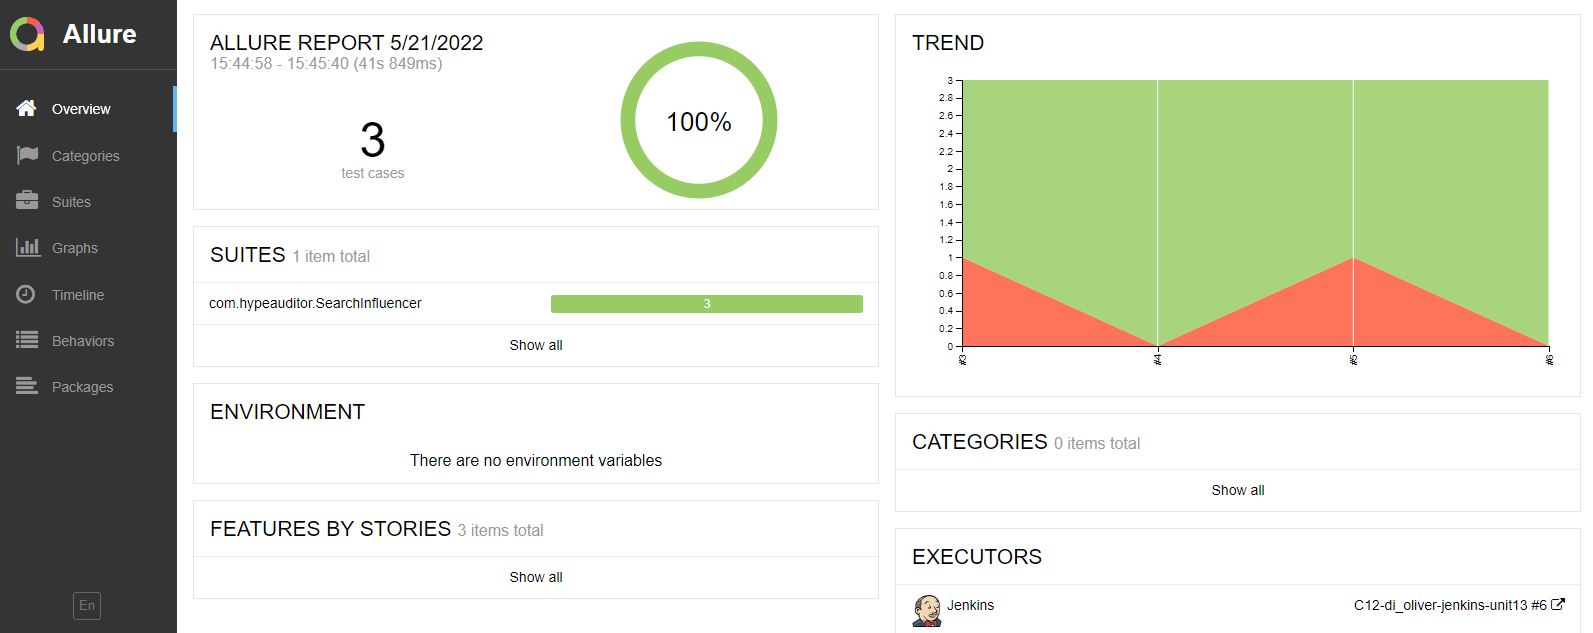 Allure
Overview
Categories
Suites
Graphs
Timeline
Behaviors
Packages
En
ALLURE REPORT 5/21/2022
15:44:58 - 15:45:40 (41s 849ms)
3
test cases
100%
SUITES 1 item total
com.hypeauditor.SearchInfluencer 3
Show all
ENVIRONMENT
There are no environment variables
FEATURES BY STORIES 3 items total
Show all
TREND
3
2.8
2.6
2.4
2.2
2
1.8
1.6
1.4
1.2
1
0.8
0.6
0.4
0.2
0
#3 #4 #5 #6
CATEGORIES 0 items total
Show all
EXECUTORS
Jenkins C12-di_oliver-jenkins-unit13 #6